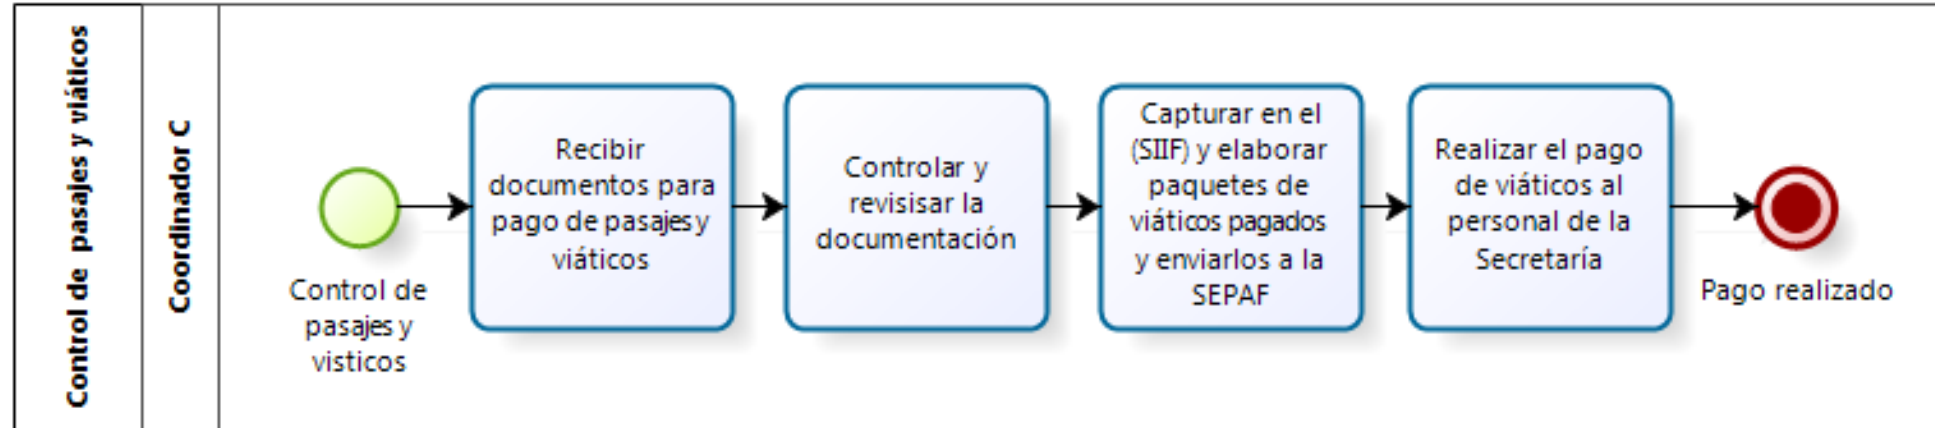 Control de pasajes y viáticos
Coordinador C
Control de
pasajes y
visticos
Recibir
documentos para
pago de pasajes y
viáticos
Controlar y
revisisar la
documentación
Capturar en el
(SIIF) y elaborar
paquetes de
viáticos pagados
y enviarlos a la
SEPAF
Realizar el pago
de viáticos al
personal de la
Secretaría
Pago realizado